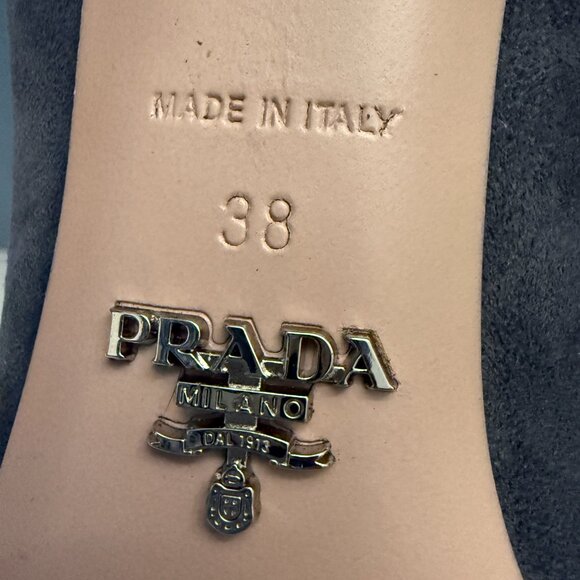 MADE IN ITALY
38
PRADA
MILANO
DAL 1913